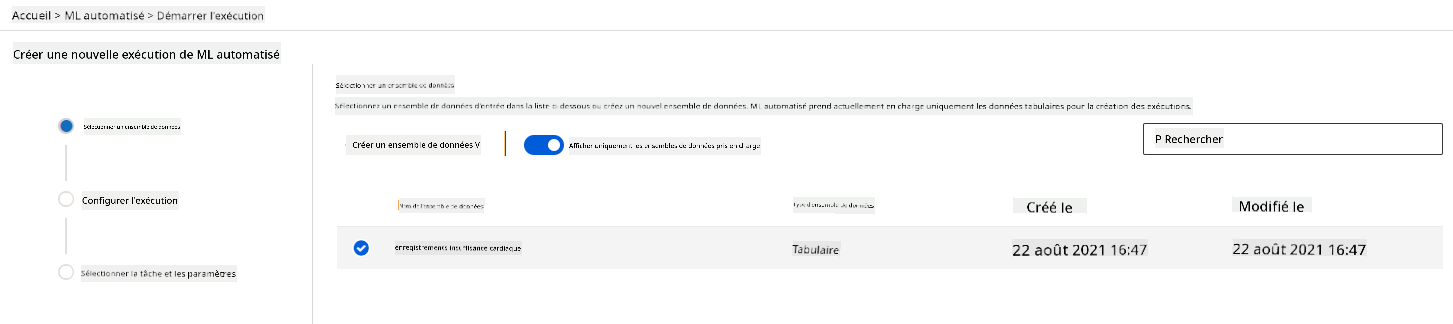 Accueil > ML automatisé > Démarrer l'exécution
Créer une nouvelle exécution de ML automatisé
Sélectionner un ensemble de données
Configurer l'exécution
Sélectionner la tâche et les paramètres
Sélectionner un ensemble de données
Sélectionnez un ensemble de données d'entrée dans la liste ci-dessous ou créez un nouvel ensemble de données. ML automatisé prend actuellement en charge uniquement les données tabulaires pour la création des exécutions.
Créer un ensemble de données V
Afficher uniquement les ensembles de données pris en charge
P Rechercher
Nom de l'ensemble de données
Type d'ensemble de données
Créé le
Modifié le
enregistrements insuffisance cardiaque
Tabulaire
22 août 2021 16:47
22 août 2021 16:47